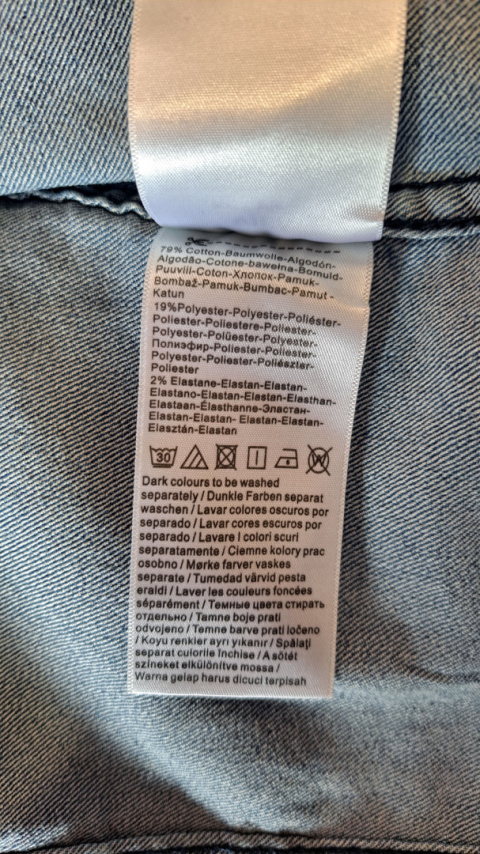 79% Cotton-Baumwolle-Algodón-
Algodão-Cotone-bawełna-Bomuld-
Puuvill-Coton-Хлопок-Pamuk-
Bombaž-Pamuk-Bumbac-Pamut -
Katun
19%Polyester-Polyester-Poliéster-
Poliester-Poliestere-Poliester-
Polyester-Polüester-Polyester-
Полиэфир-Poliester-Poliester-
Polyester-Poliester-Poliészter-
Poliester
2% Elastane-Elastan-Elastan-
Elastano-Elastan-Elastan-Elasthan-
Elastaan-Élasthanne-Эластан-
Elastan-Elastan- Elastan-Elastan-
Elasztán-Elastan
30 W
Dark colours to be washed
separately / Dunkle Farben separat
waschen / Lavar colores oscuros por
separado / Lavar cores escuros por
separado / Lavare I colori scuri
separatamente / Ciemne kolory prac
osobno / Mørke farver vaskes
separate / Tumedad värvid pesta
eraldi / Laver les couleurs foncées
séparément / Темные цвета стирать
отдельно / Tamne boje prati
odvojeno / Temne barve prati ločeno
/ Koyu renkler ayrı yıkanır / Spălaţi
separat culorile închise / A sötét
színeket elkülönítve mossa /
Warna gelap harus dicuci terpisah